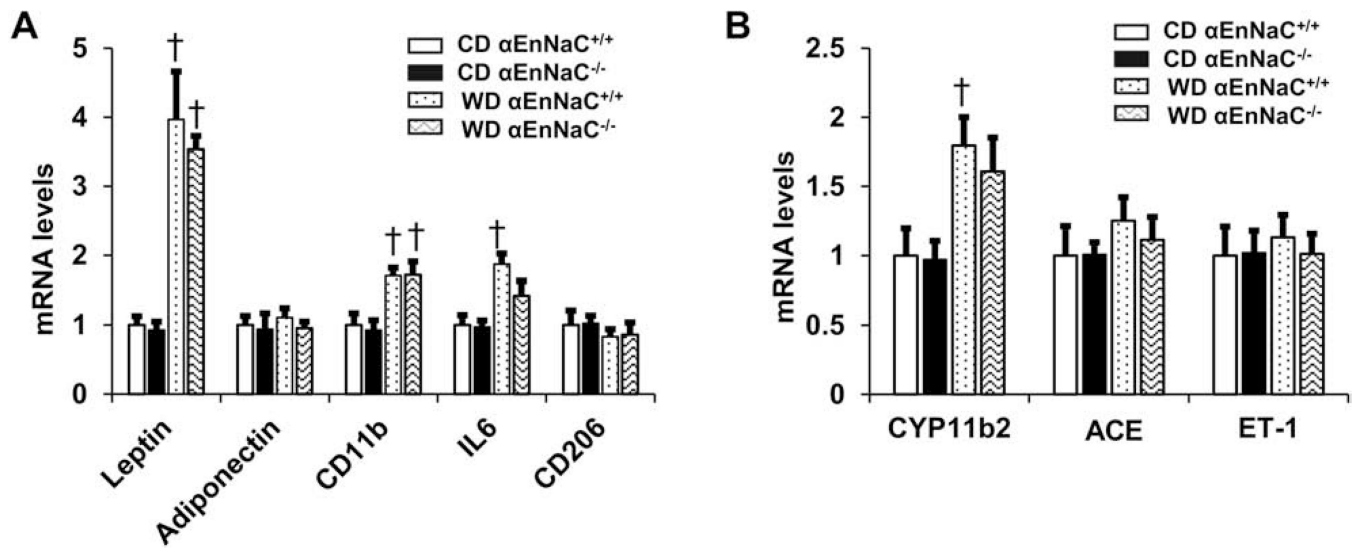 A
CD αEnNaC+/+
CD αEnNaC-/-
WD αEnNaC+/+
WD αEnNaC-/-
mRNA levels
5
4
3
2
1
0
†
†
†
†
†
Leptin
Adiponectin
CD11b
IL6
CD206
B
CD αEnNaC+/+
CD αEnNaC-/-
WD αEnNaC+/+
WD αEnNaC-/-
mRNA levels
2.5
2
1.5
1
0.5
0
†
CYP11b2
ACE
ET-1